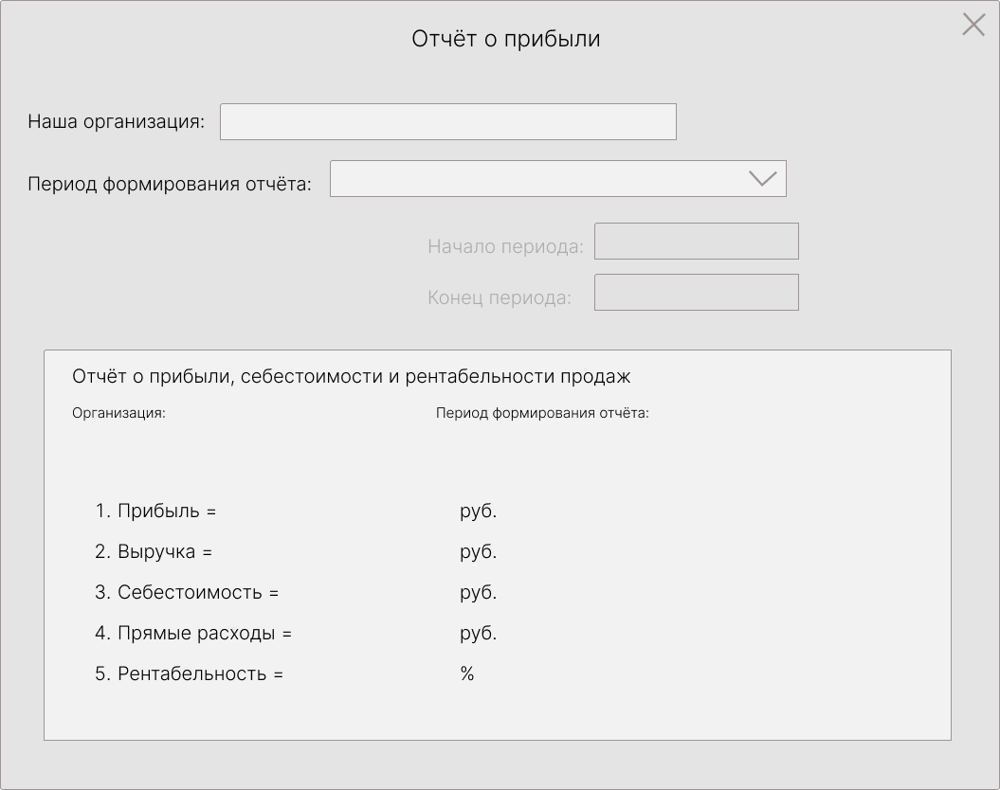 Отчёт о прибыли
Наша организация:
Период формирования отчёта:
Начало периода:
Конец периода:
Отчёт о прибыли, себестоимости и рентабельности продаж
Организация: Период формирования отчёта:
1. Прибыль = руб.
2. Выручка = руб.
3. Себестоимость = руб.
4. Прямые расходы = руб.
5. Рентабельность = %